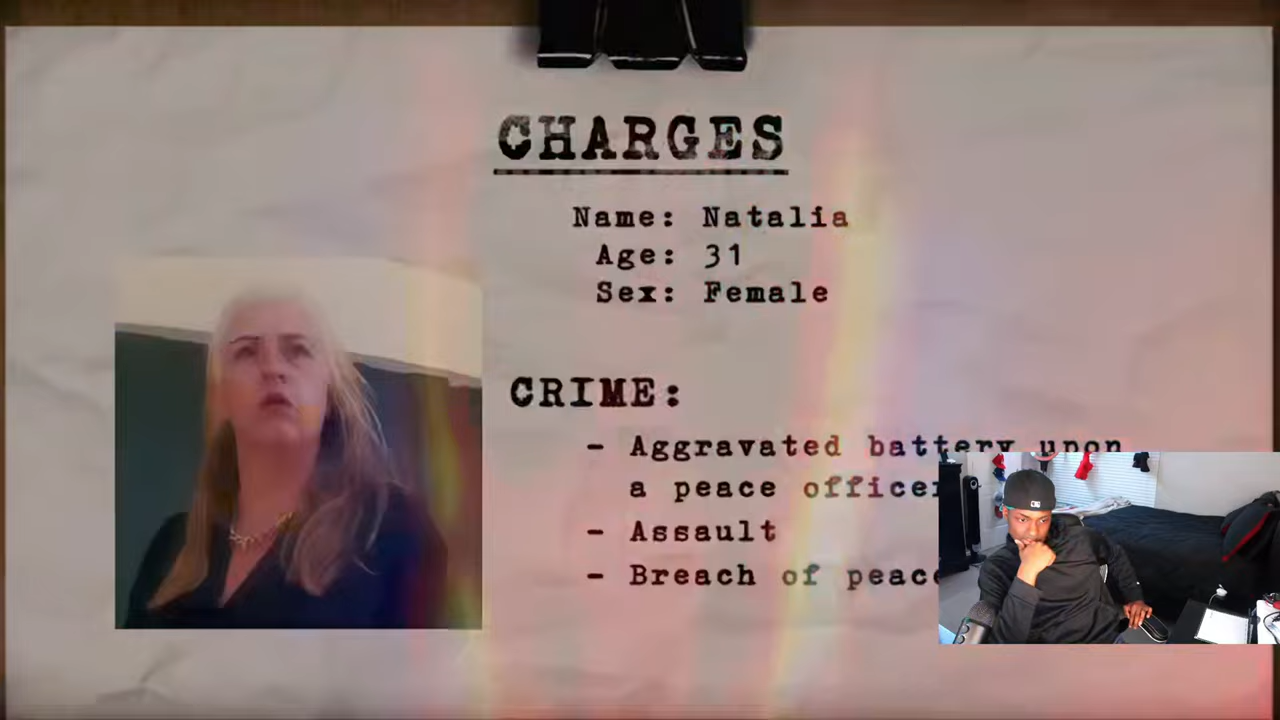 CHARGES
Name: Natalia
Age: 31
Sex: Female
CRIME:
- Aggravated battery upon
a peace officer
- Assault
- Breach of peace